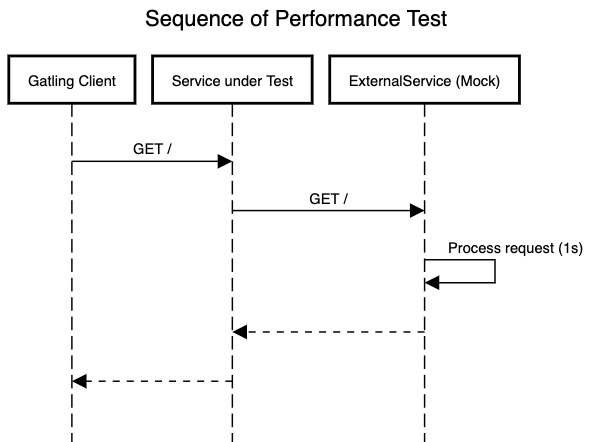 Sequence of Performance Test
Gatling Client
Service under Test
ExternalService (Mock)
GET /
GET /
Process request (1s)